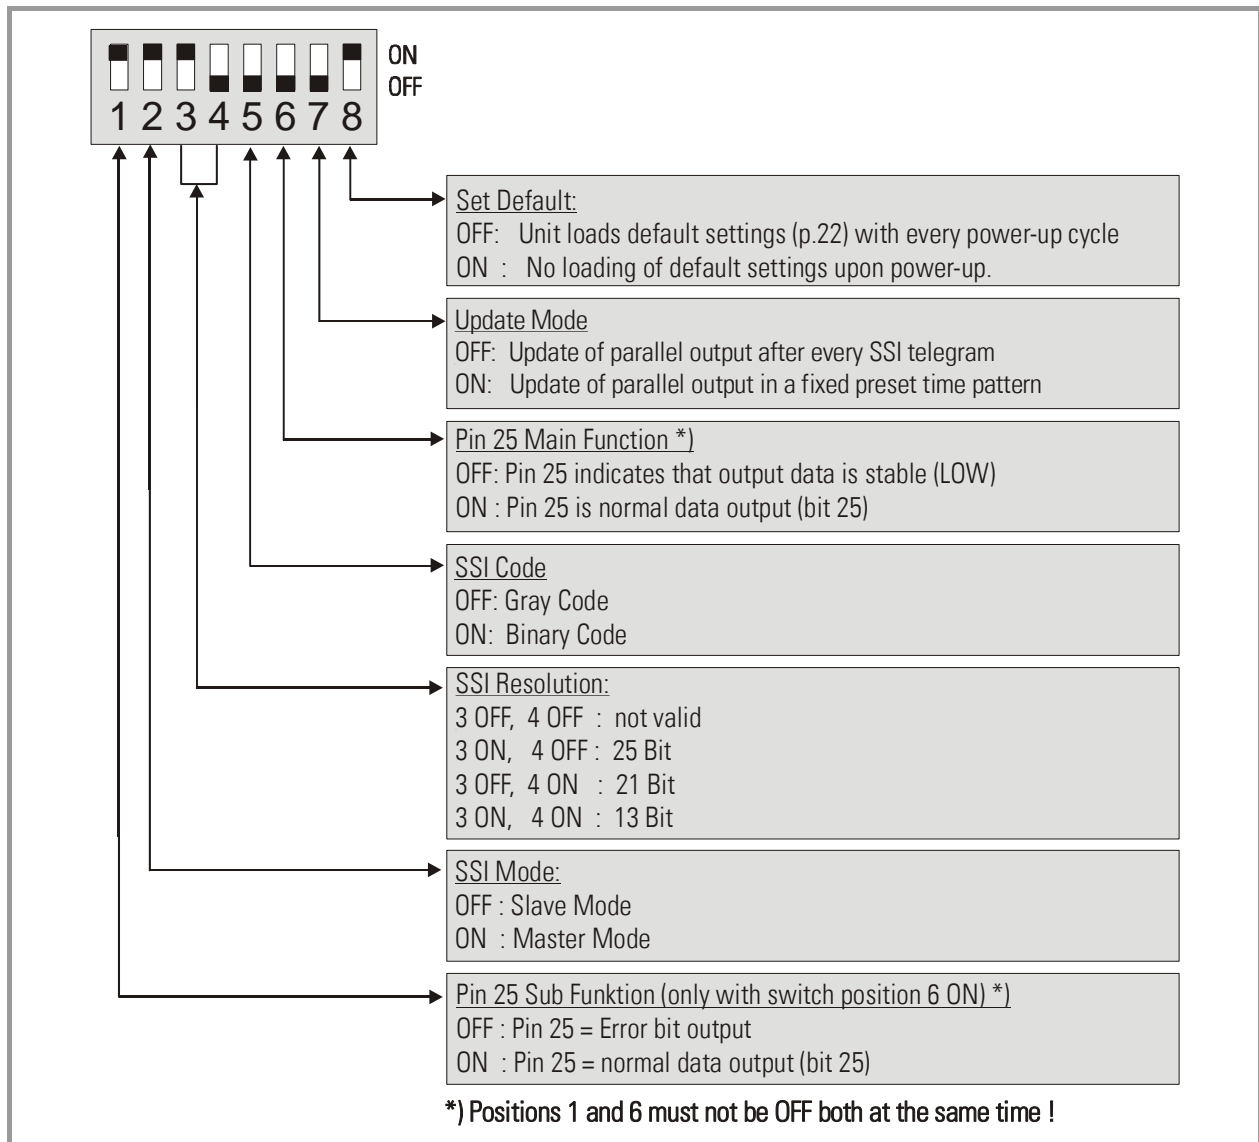 ON
OFF
1 2 3 4 5 6 7 8
Set Default:
OFF: Unit loads default settings (p.22) with every power-up cycle
ON : No loading of default settings upon power-up.
Update Mode
OFF: Update of parallel output after every SSI telegram
ON: Update of parallel output in a fixed preset time pattern
Pin 25 Main Function *)
OFF: Pin 25 indicates that output data is stable (LOW)
ON : Pin 25 is normal data output (bit 25)
SSI Code
OFF: Gray Code
ON: Binary Code
SSI Resolution:
3 OFF, 4 OFF : not valid
3 ON, 4 OFF : 25 Bit
3 OFF, 4 ON : 21 Bit
3 ON, 4 ON : 13 Bit
SSI Mode:
OFF : Slave Mode
ON : Master Mode
Pin 25 Sub Funktion (only with switch position 6 ON) *)
OFF : Pin 25 = Error bit output
ON : Pin 25 = normal data output (bit 25)
*) Positions 1 and 6 must not be OFF both at the same time !